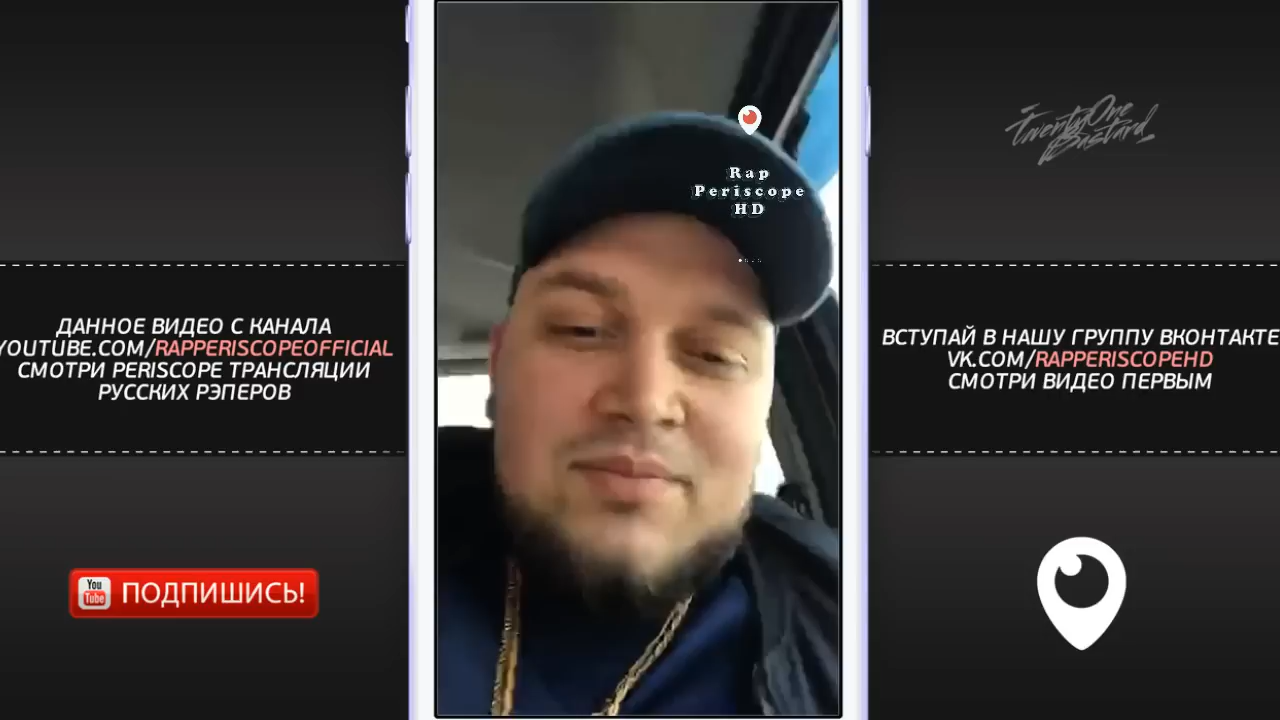 ДАННОЕ ВИДЕО С КАНАЛА
YOUTUBE.COM/RAPPERISCOPEOFFICIAL
СМОТРИ PERISCOPE ТРАНСЛЯЦИИ
РУССКИХ РЭПЕРОВ
You
Tube
ПОДПИШИСЬ!
Rap
Periscope
HD
TwentyOne
Bastard
ВСТУПАЙ В НАШУ ГРУППУ ВКОНТАКТЕ
VK.COM/RAPPERISCOPEHD
СМОТРИ ВИДЕО ПЕРВЫМ